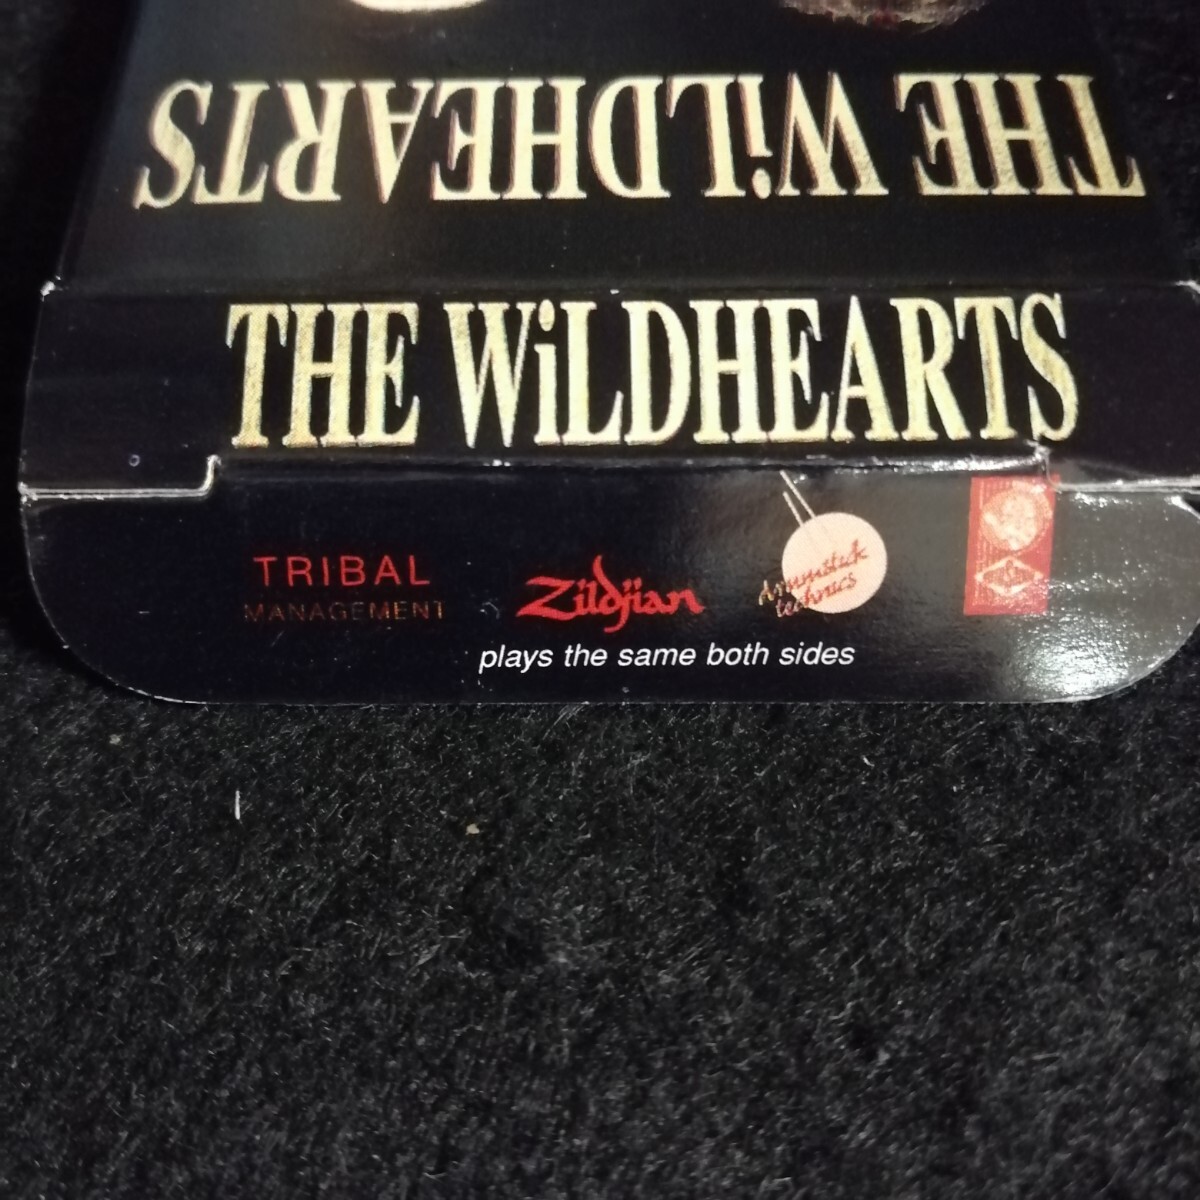 THE WiLDHEARTS
THE WiLDHEARTS
TRIBAL
MANAGEMENT
Zildjian
drumstick
technics
plays the same both sides